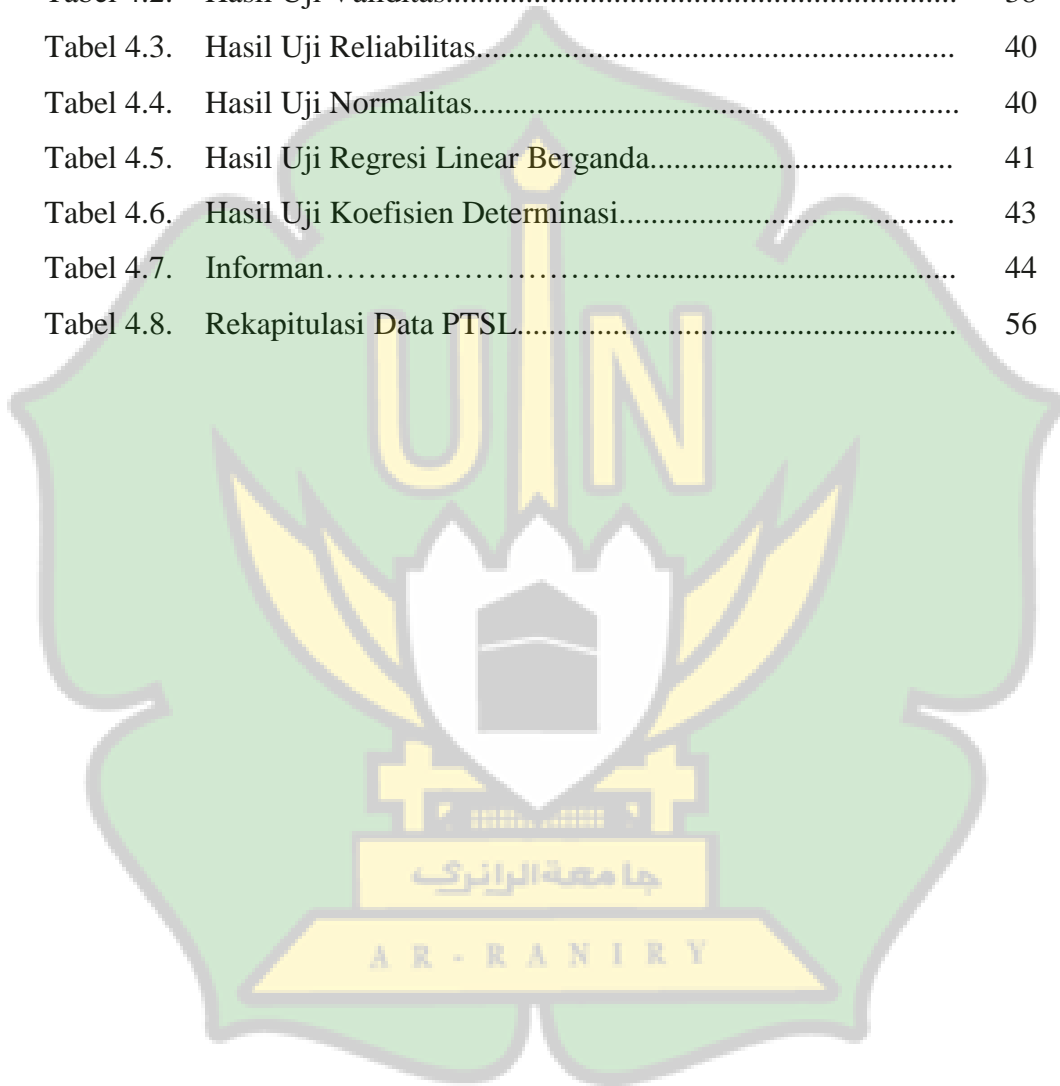 Tabel 4.3. Hasil Uji Reliabilitas.......................................................... 40
Tabel 4.4. Hasil Uji Normalitas........................................................... 40
Tabel 4.5. Hasil Uji Regresi Linear Berganda..................................... 41
Tabel 4.6. Hasil Uji Koefisien Determinasi......................................... 43
Tabel 4.7. Informan…………………………...................................... 44
Tabel 4.8. Rekapitulasi Data PTSL..................................................... 56
UIN
جامعة الرانري
AR-RANIRY